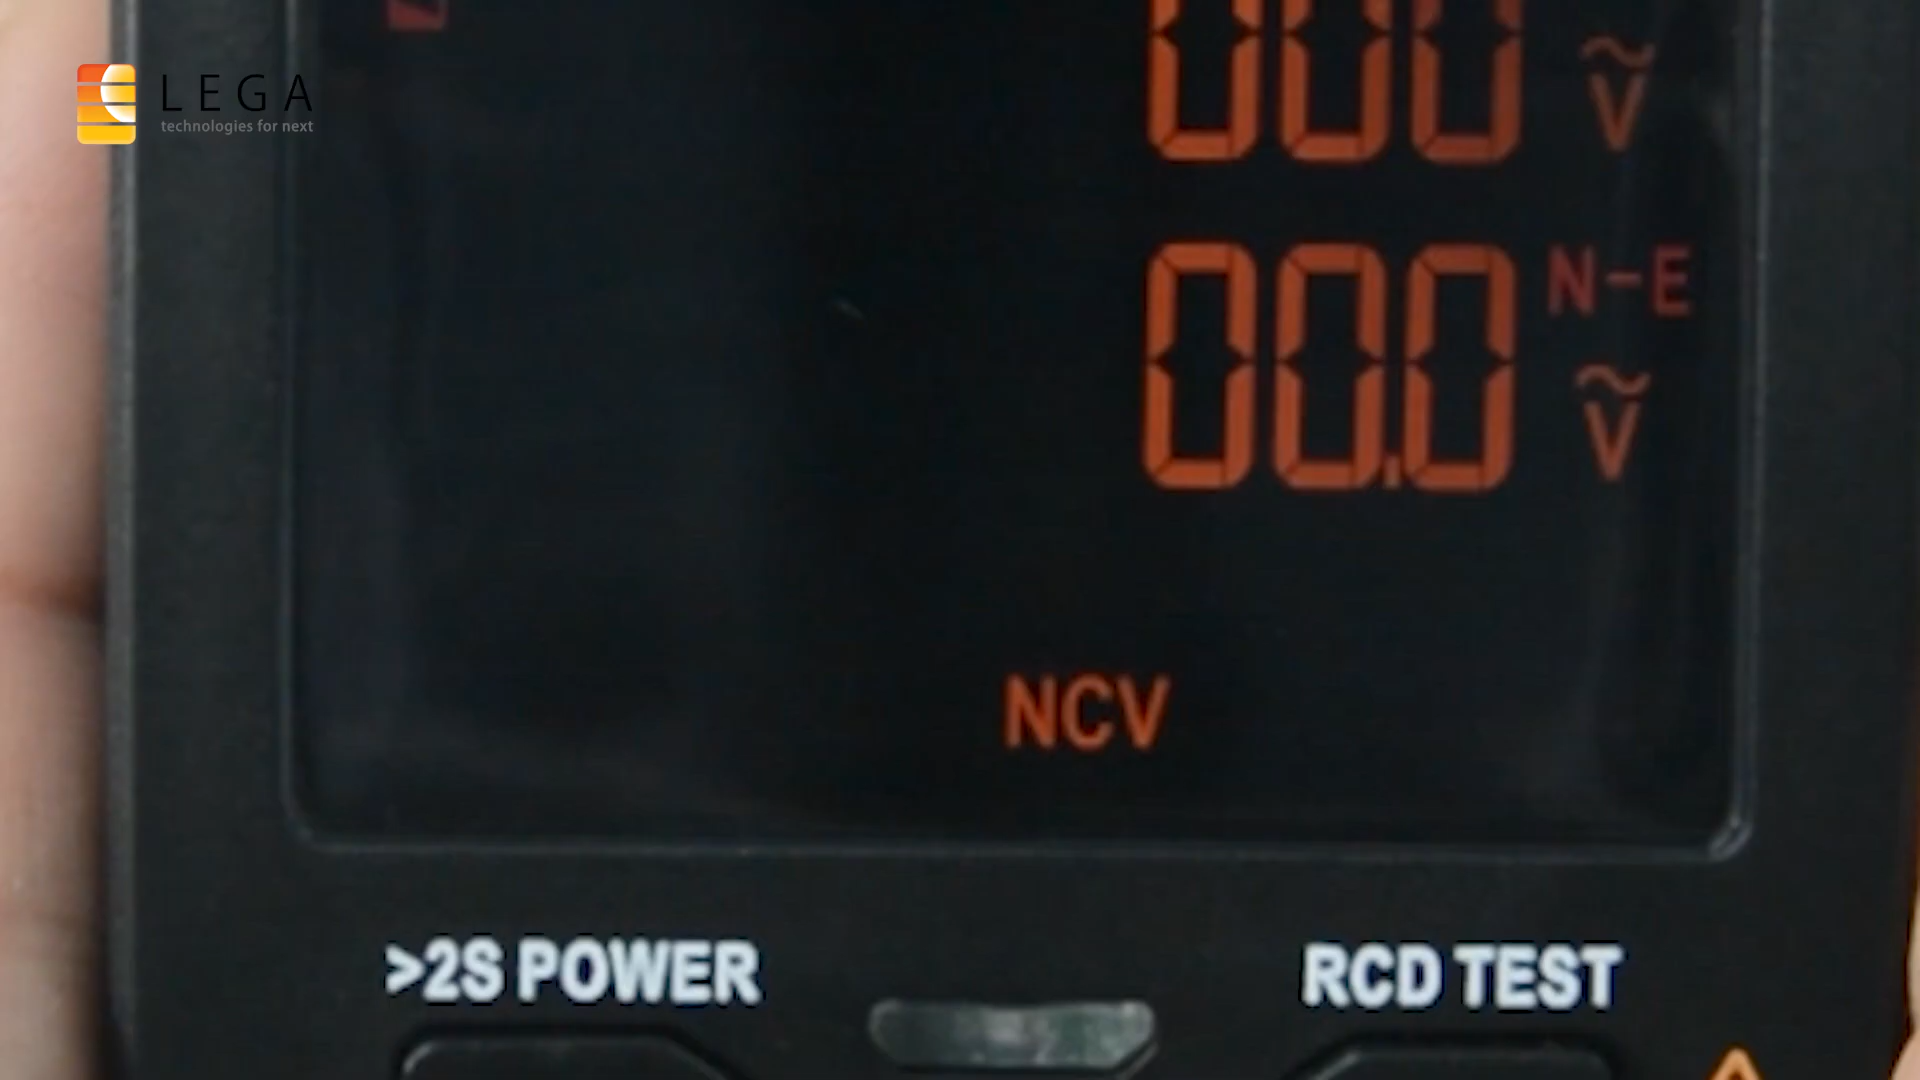 LEGA
technologies for next
000
~
V
00.0
N-E
~
V
NCV
>2S POWER
RCD TEST